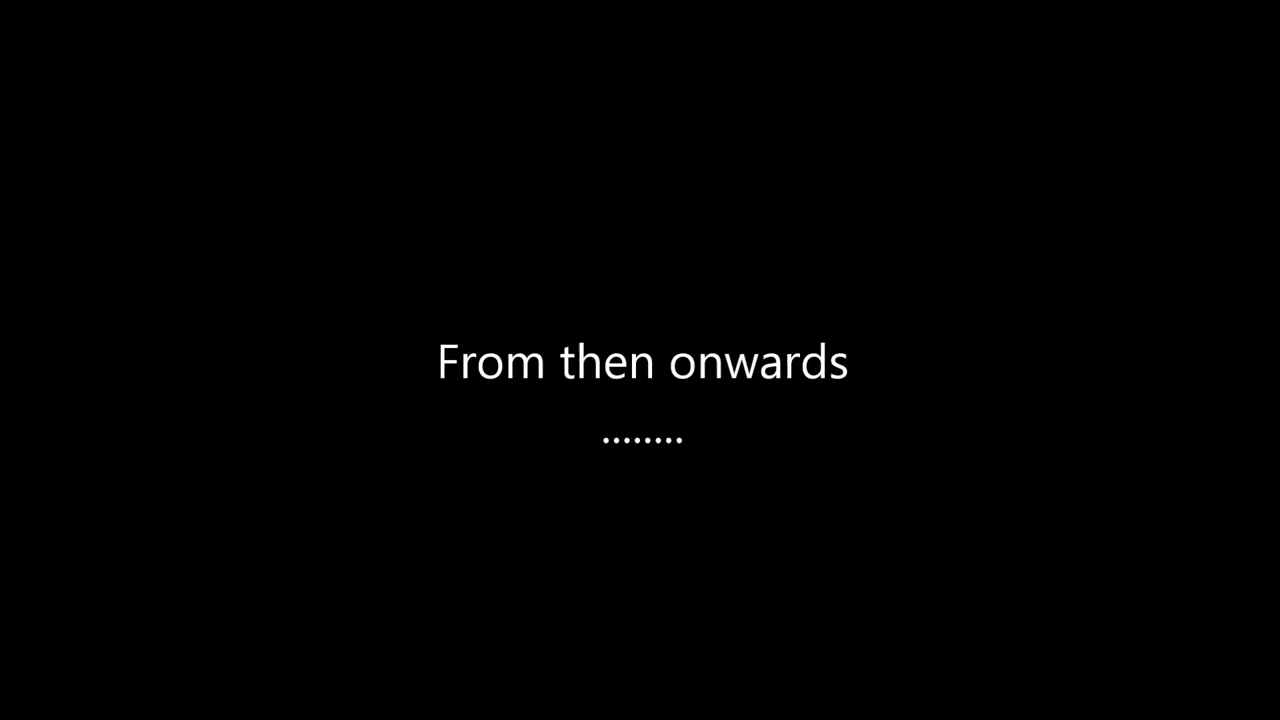 From then onwards
........